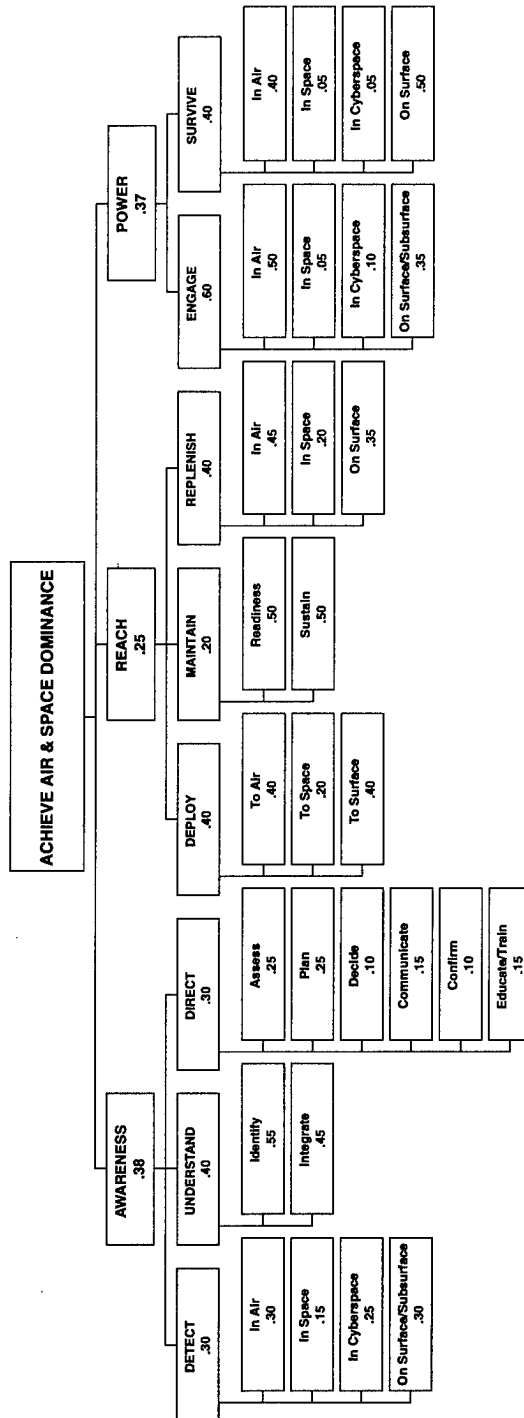 ACHIEVE AIR & SPACE DOMINANCE
AWARENESS
.38
REACH
.25
POWER
.37
DETECT
.30
UNDERSTAND
.40
DIRECT
.30
DEPLOY
.40
MAINTAIN
.20
REPLENISH
.40
ENGAGE
.60
SURVIVE
.40
In Air
.30
In Space
.15
In Cyberspace
.25
On Surface/Subsurface
.30
Identify
.55
Integrate
.45
Assess
.25
Plan
.25
Decide
.10
Communicate
.15
Confirm
.10
Educate/Train
.15
To Air
.40
To Space
.20
To Surface
.40
Readiness
.50
Sustain
.50
In Air
.45
In Space
.20
On Surface
.35
In Air
.50
In Space
.05
In Cyberspace
.10
On Surface/Subsurface
.35
In Air
.40
In Space
.05
In Cyberspace
.05
On Surface
.50